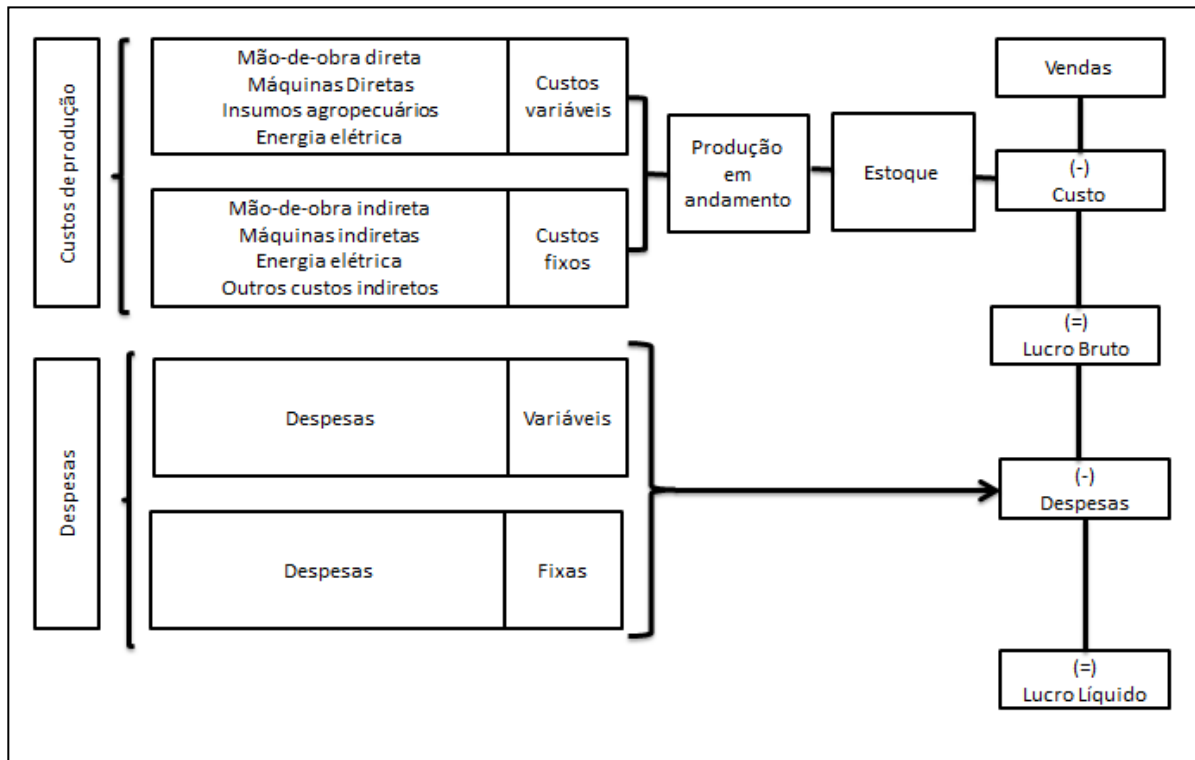 Custos de produção
Mão-de-obra direta
Máquinas Diretas
Insumos agropecuários
Energia elétrica
Custos
variáveis
Mão-de-obra indireta
Máquinas indiretas
Energia elétrica
Outros custos indiretos
Custos
fixos
Produção
em
andamento
Estoque
Vendas
(-)
Custo
(=)
Lucro Bruto
Despesas
Despesas
Variáveis
Despesas
Fixas
(-)
Despesas
(=)
Lucro Líquido